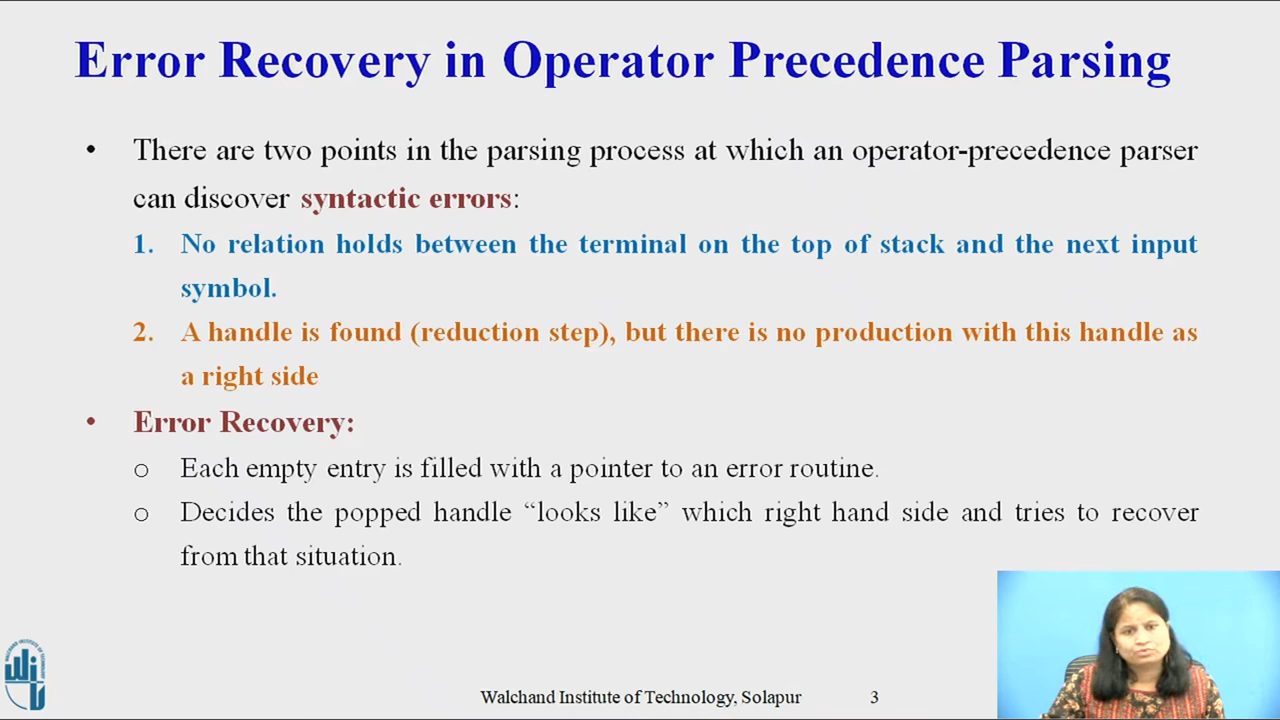 Error Recovery in Operator Precedence Parsing
• There are two points in the parsing process at which an operator-precedence parser
can discover syntactic errors:
1. No relation holds between the terminal on the top of stack and the next input
symbol.
2. A handle is found (reduction step), but there is no production with this handle as
a right side
• Error Recovery:
o Each empty entry is filled with a pointer to an error routine.
o Decides the popped handle “looks like” which right hand side and tries to recover
from that situation.
WALCHAND INSTITUTE OF TECHNOLOGY
Walchand Institute of Technology, Solapur 3